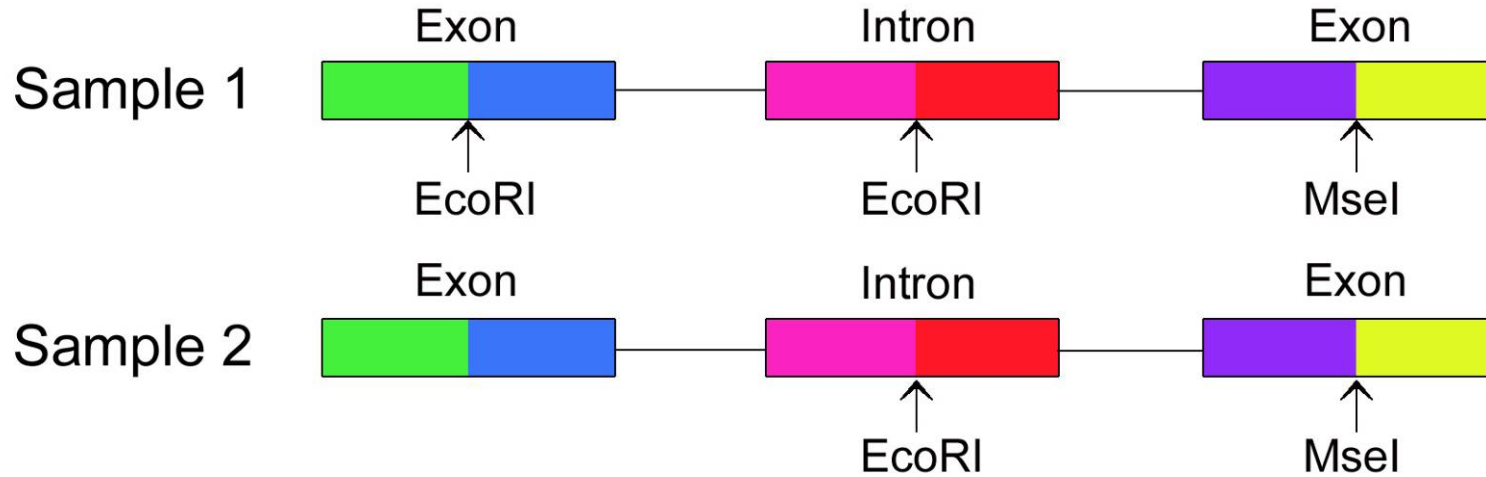 Exon Intron Exon
Sample 1
EcoRI EcoRI MseI
Exon Intron Exon
Sample 2
EcoRI MseI